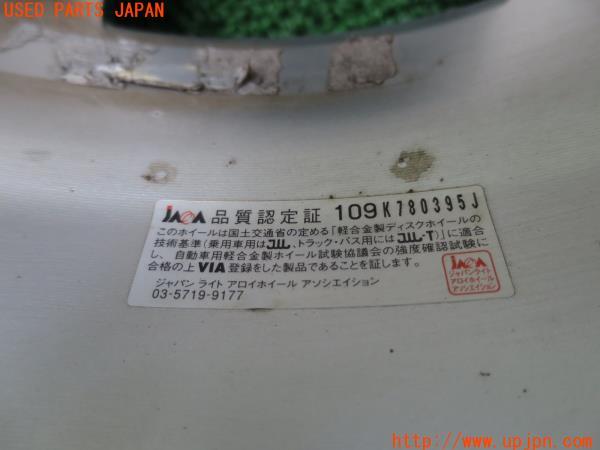 USED PARTS JAPAN
JAWA 品質認定証 109K780395J
このホイールは国土交通省の定める「軽合金製ディスクホイールの
技術基準(乗用車用はJWL、トラック・バス用にはJWL-T)」に適合
し、自動車用軽合金製ホイール試験協議会の強度確認試験に
合格の上VIA登録をした製品であることを証します。
ジャパン ライト アロイホイール アソシエイション
03-5719-9177
JAWA
ジャパンライト
アロイホイール
アソシエイション
http://www.upjpn.com/